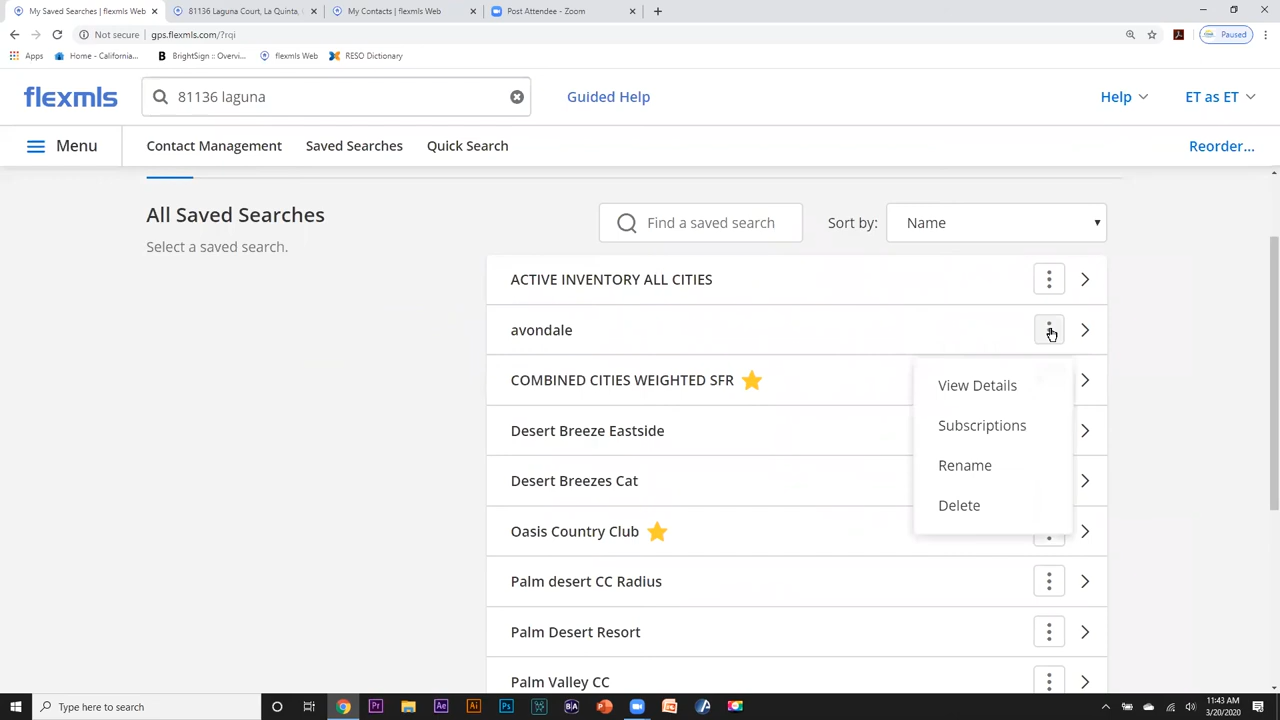 My Saved Searches | flexmls Web
81136 Laguna Court, La Quinta,
My Contacts | flexmls Web
Post Attendee - Zoom
Not secure | gps.flexmls.com/?rqi
Paused
Apps
Home - California...
B BrightSign :: Overvi...
flexmls Web
RESO Dictionary
flexmls
81136 laguna
Guided Help
Help
ET as ET
Menu
Contact Management
Saved Searches
Quick Search
Reorder...
All Saved Searches
Find a saved search
Sort by:
Name
Select a saved search.
ACTIVE INVENTORY ALL CITIES
avondale
COMBINED CITIES WEIGHTED SFR
View Details
Subscriptions
Desert Breeze Eastside
Rename
Desert Breezes Cat
Delete
Oasis Country Club
Palm desert CC Radius
Palm Desert Resort
Palm Valley CC
Type here to search
Pr
Ae
Ai
Ps
B|A
11:43 AM
3/20/2020